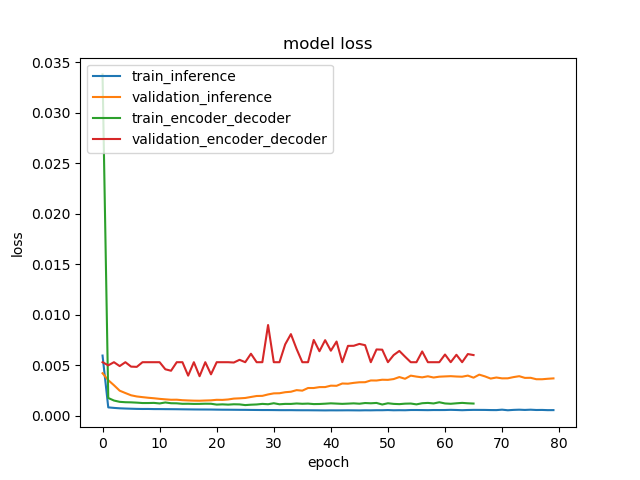 model loss
train_inference
validation_inference
train_encoder_decoder
validation_encoder_decoder
loss
0.035
0.030
0.025
0.020
0.015
0.010
0.005
0.000
0 10 20 30 40 50 60 70 80
epoch